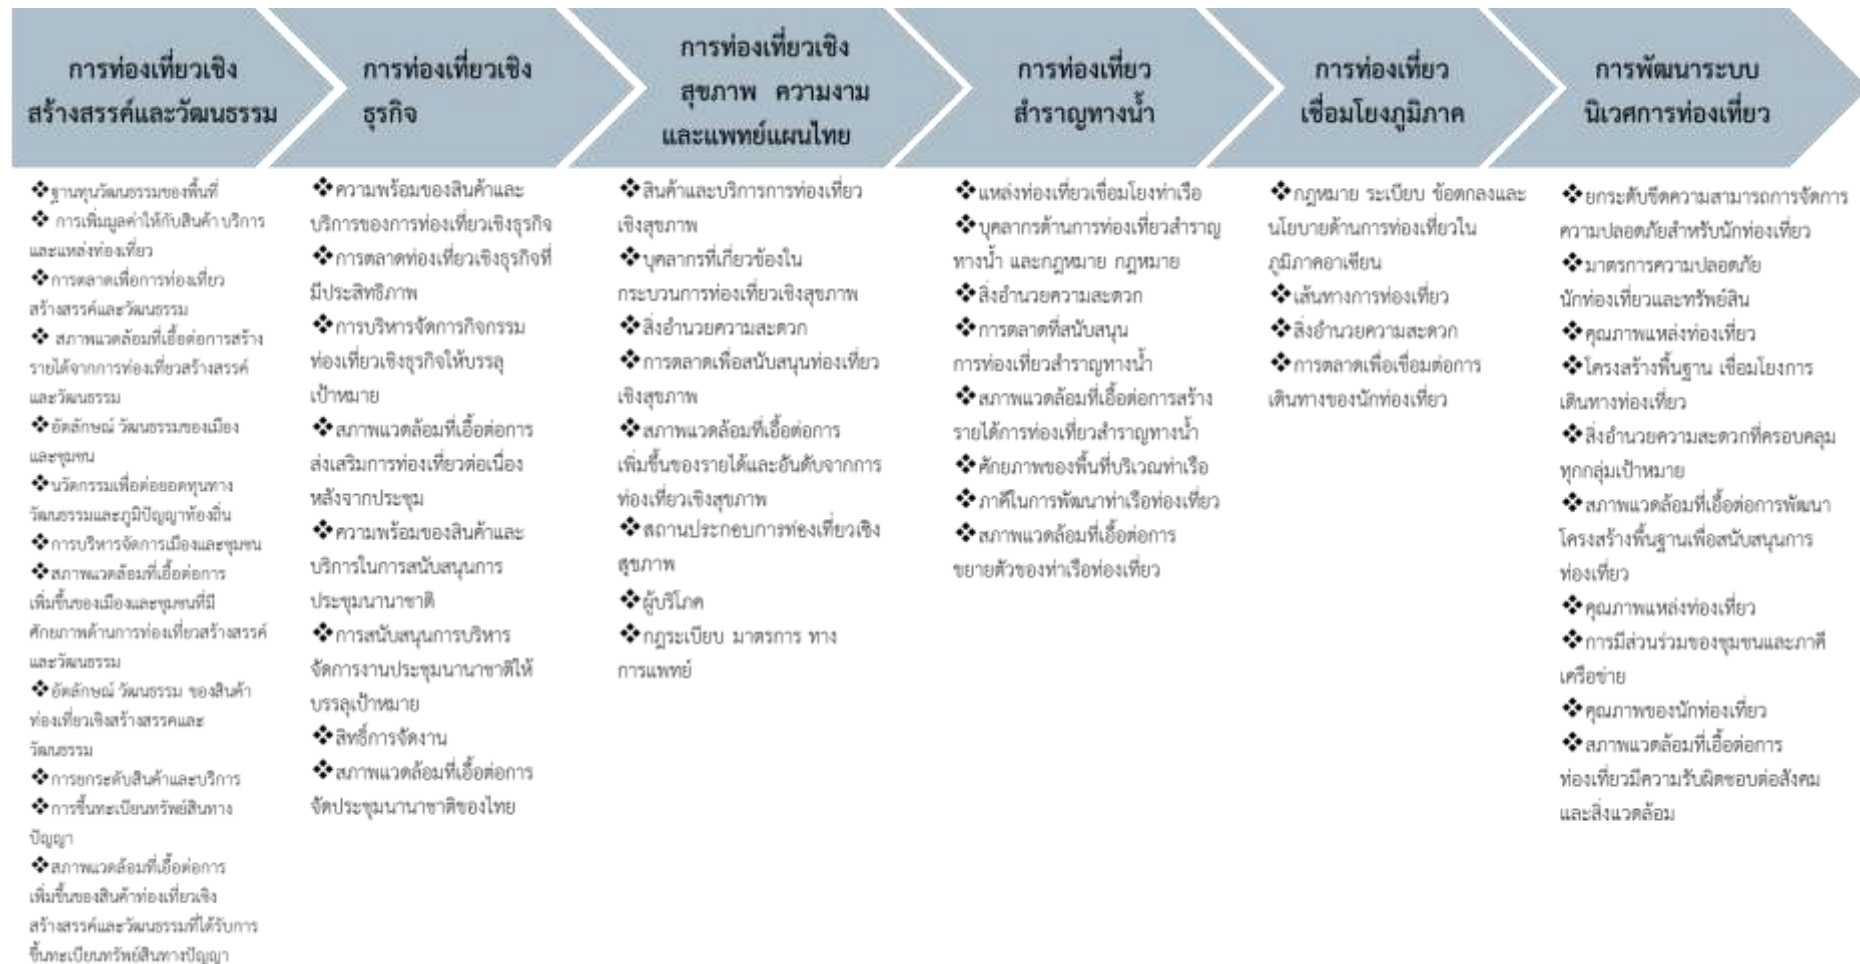 การท่องเที่ยวเชิง
สร้างสรรค์และวัฒนธรรม
❖ฐานทุนวัฒนธรรมของพื้นที่
❖ การเพิ่มมูลค่าให้กับสินค้า บริการ
และแหล่งท่องเที่ยว
❖การตลาดเพื่อการท่องเที่ยว
สร้างสรรค์และวัฒนธรรม
❖ สภาพแวดล้อมที่เอื้อต่อการสร้าง
รายได้จากการท่องเที่ยวสร้างสรรค์
และวัฒนธรรม
❖อัตลักษณ์ วัฒนธรรมของเมือง
และชุมชน
❖นวัตกรรมเพื่อต่อยอดทุนทาง
วัฒนธรรมและภูมิปัญญาท้องถิ่น
❖การบริหารจัดการเมืองและชุมชน
❖สภาพแวดล้อมที่เอื้อต่อการ
เพิ่มขึ้นของเมืองและชุมชนที่มี
ศักยภาพด้านการท่องเที่ยวสร้างสรรค์
และวัฒนธรรม
❖อัตลักษณ์ วัฒนธรรม ของสินค้า
ท่องเที่ยวเชิงสร้างสรรคและ
วัฒนธรรม
❖การยกระดับสินค้าและบริการ
❖การขึ้นทะเบียนทรัพย์สินทาง
ปัญญา
❖สภาพแวดล้อมที่เอื้อต่อการ
เพิ่มขึ้นของสินค้าท่องเที่ยวเชิง
สร้างสรรค์และวัฒนธรรมที่ได้รับการ
ขึ้นทะเบียนทรัพย์สินทางปัญญา
การท่องเที่ยวเชิง
ธุรกิจ
❖ความพร้อมของสินค้าและ
บริการของการท่องเที่ยวเชิงธุรกิจ
❖การตลาดท่องเที่ยวเชิงธุรกิจที่
มีประสิทธิภาพ
❖การบริหารจัดการกิจกรรม
ท่องเที่ยวเชิงธุรกิจให้บรรลุ
เป้าหมาย
❖สภาพแวดล้อมที่เอื้อต่อการ
ส่งเสริมการท่องเที่ยวต่อเนื่อง
หลังจากประชุม
❖ความพร้อมของสินค้าและ
บริการในการสนับสนุนการ
ประชุมนานาชาติ
❖การสนับสนุนการบริหาร
จัดการงานประชุมนานาชาติให้
บรรลุเป้าหมาย
❖สิทธิ์การจัดงาน
❖สภาพแวดล้อมที่เอื้อต่อการ
จัดประชุมนานาชาติของไทย
การท่องเที่ยวเชิง
สุขภาพ ความงาม
และแพทย์แผนไทย
❖สินค้าและบริการการท่องเที่ยว
เชิงสุขภาพ
❖บุคลากรที่เกี่ยวข้องใน
กระบวนการท่องเที่ยวเชิงสุขภาพ
❖สิ่งอำนวยความสะดวก
❖การตลาดเพื่อสนับสนุนท่องเที่ยว
เชิงสุขภาพ
❖สภาพแวดล้อมที่เอื้อต่อการ
เพิ่มขึ้นของรายได้และอันดับจากการ
ท่องเที่ยวเชิงสุขภาพ
❖สถานประกอบการท่องเที่ยวเชิง
สุขภาพ
❖ผู้บริโภค
❖กฎระเบียบ มาตรการ ทาง
การแพทย์
การท่องเที่ยว
สำราญทางน้ำ
❖แหล่งท่องเที่ยวเชื่อมโยงท่าเรือ
❖บุคลากรด้านการท่องเที่ยวสำราญ
ทางน้ำ และกฎหมาย กฎหมาย
❖สิ่งอำนวยความสะดวก
❖การตลาดที่สนับสนุน
การท่องเที่ยวสำราญทางน้ำ
❖สภาพแวดล้อมที่เอื้อต่อการสร้าง
รายได้การท่องเที่ยวสำราญทางน้ำ
❖ศักยภาพของพื้นที่บริเวณท่าเรือ
❖ภาคีในการพัฒนาท่าเรือท่องเที่ยว
❖สภาพแวดล้อมที่เอื้อต่อการ
ขยายตัวของท่าเรือท่องเที่ยว
การท่องเที่ยว
เชื่อมโยงภูมิภาค
❖กฎหมาย ระเบียบ ข้อตกลงและ
นโยบายด้านการท่องเที่ยวใน
ภูมิภาคอาเซียน
❖เส้นทางการท่องเที่ยว
❖สิ่งอำนวยความสะดวก
❖การตลาดเพื่อเชื่อมต่อการ
เดินทางของนักท่องเที่ยว
การพัฒนาระบบ
นิเวศการท่องเที่ยว
❖ยกระดับขีดความสามารถการจัดการ
ความปลอดภัยสำหรับนักท่องเที่ยว
❖มาตรการความปลอดภัย
นักท่องเที่ยวและทรัพย์สิน
❖คุณภาพแหล่งท่องเที่ยว
❖โครงสร้างพื้นฐาน เชื่อมโยงการ
เดินทางท่องเที่ยว
❖สิ่งอำนวยความสะดวกที่ครอบคลุม
ทุกกลุ่มเป้าหมาย
❖สภาพแวดล้อมที่เอื้อต่อการพัฒนา
โครงสร้างพื้นฐานเพื่อสนับสนุนการ
ท่องเที่ยว
❖คุณภาพแหล่งท่องเที่ยว
❖การมีส่วนร่วมของชุมชนและภาคี
เครือข่าย
❖คุณภาพของนักท่องเที่ยว
❖สภาพแวดล้อมที่เอื้อต่อการ
ท่องเที่ยวมีความรับผิดชอบต่อสังคม
และสิ่งแวดล้อม